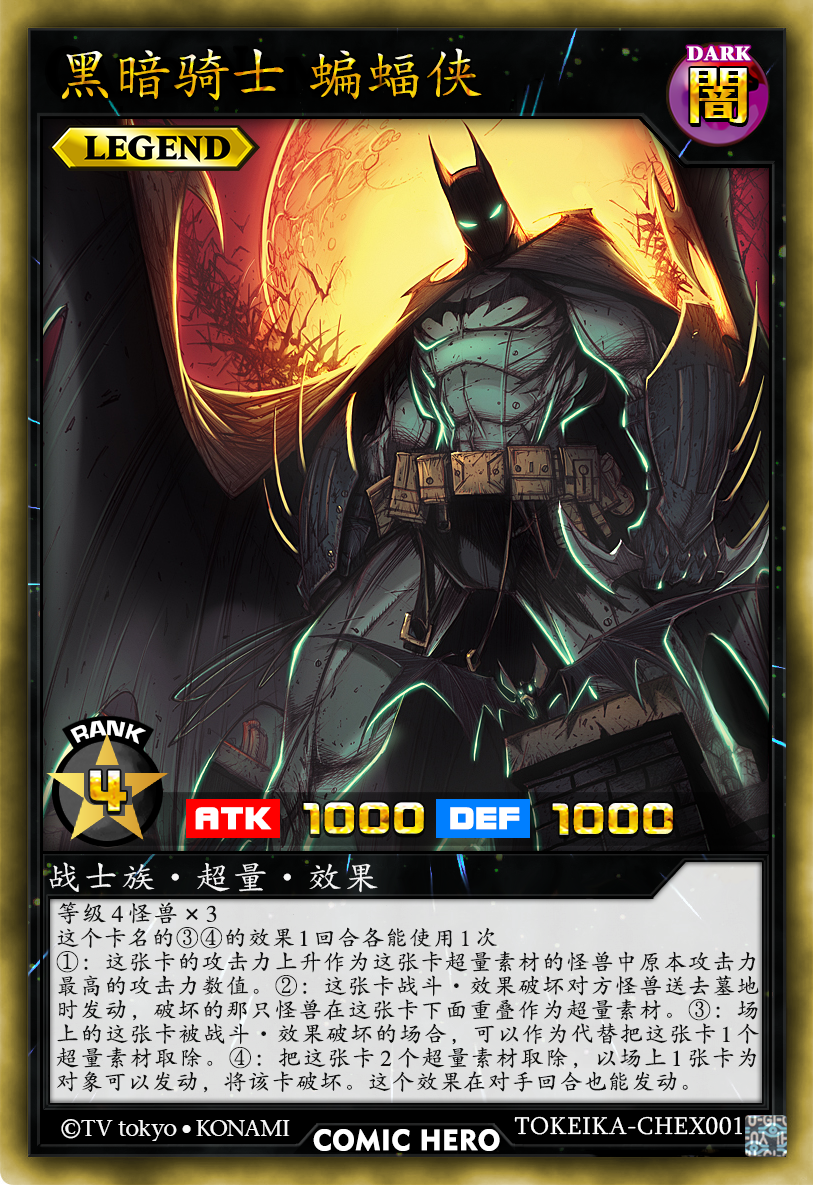 黑暗骑士 蝙蝠侠
DARK
闇
LEGEND
RANK
4
ATK 1000 DEF 1000
战士族・超量・效果
等级4怪兽×3
这个卡名的③④的效果1回合各能使用1次
①：这张卡的攻击力上升作为这张卡超量素材的怪兽中原本攻击力
最高的攻击力数值。②：这张卡战斗・效果破坏对方怪兽送去墓地
时发动，破坏的那只怪兽在这张卡下面重叠作为超量素材。③：场
上的这张卡被战斗・效果破坏的场合，可以作为代替把这张卡1个
超量素材取除。④：把这张卡2个超量素材取除，以场上1张卡为
对象可以发动，将该卡破坏。这个效果在对手回合也能发动。
©TV tokyo•KONAMI
COMIC HERO
TOKEIKA-CHEX001